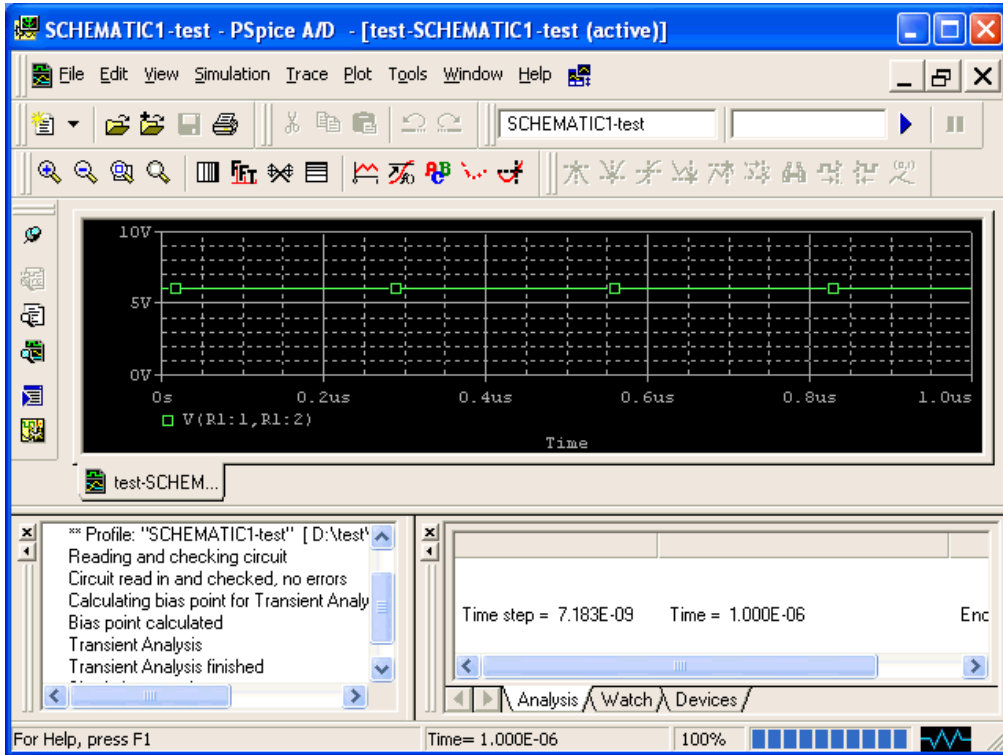 SCHEMATIC1-test - PSpice A/D - [test-SCHEMATIC1-test (active)]
File Edit View Simulation Trace Plot Tools Window Help
SCHEMATIC1-test
FFT
ABC
10V
5V
0V
0s 0.2us 0.4us 0.6us 0.8us 1.0us
V(R1:1,R1:2)
Time
test-SCHEM...
** Profile: "SCHEMATIC1-test" [ D:\test\
Reading and checking circuit
Circuit read in and checked, no errors
Calculating bias point for Transient Analy
Bias point calculated
Transient Analysis
Transient Analysis finished
Time step = 7.183E-09 Time = 1.000E-06 End
Analysis Watch Devices
For Help, press F1 Time= 1.000E-06 100%